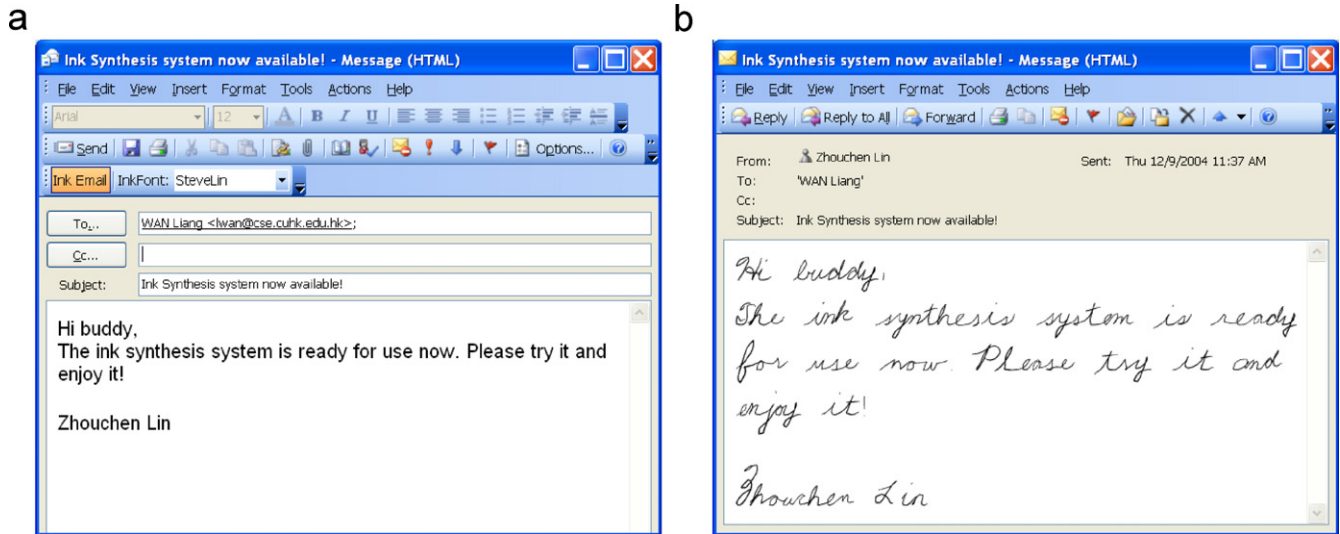 a
Ink Synthesis system now available! - Message (HTML)
File Edit View Insert Format Tools Actions Help
Arial 12 A B I U
Send Options...
Ink Email InkFont: SteveLin
To... WAN Liang <lwan@cse.cuhk.edu.hk>;
Cc...
Subject: Ink Synthesis system now available!
Hi buddy,
The ink synthesis system is ready for use now. Please try it and
enjoy it!
Zhouchen Lin
b
Ink Synthesis system now available! - Message (HTML)
File Edit View Insert Format Tools Actions Help
Reply Reply to All Forward
From: Zhouchen Lin Sent: Thu 12/9/2004 11:37 AM
To: 'WAN Liang'
Cc:
Subject: Ink Synthesis system now available!
Hi buddy,
The ink synthesis system is ready
for use now. Please try it and
enjoy it!
Zhouchen Lin